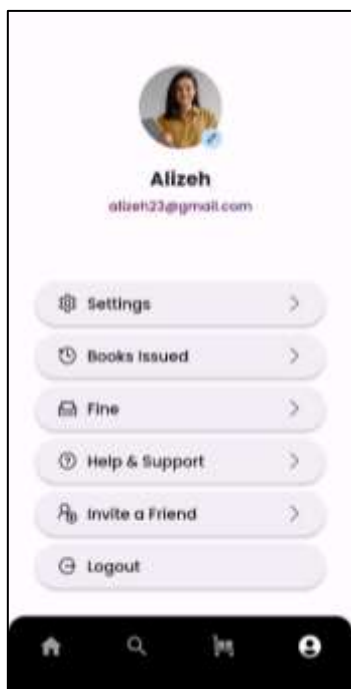 Alizeh
alizeh23@gmail.com
Settings
Books Issued
Fine
Help & Support
Invite a Friend
Logout